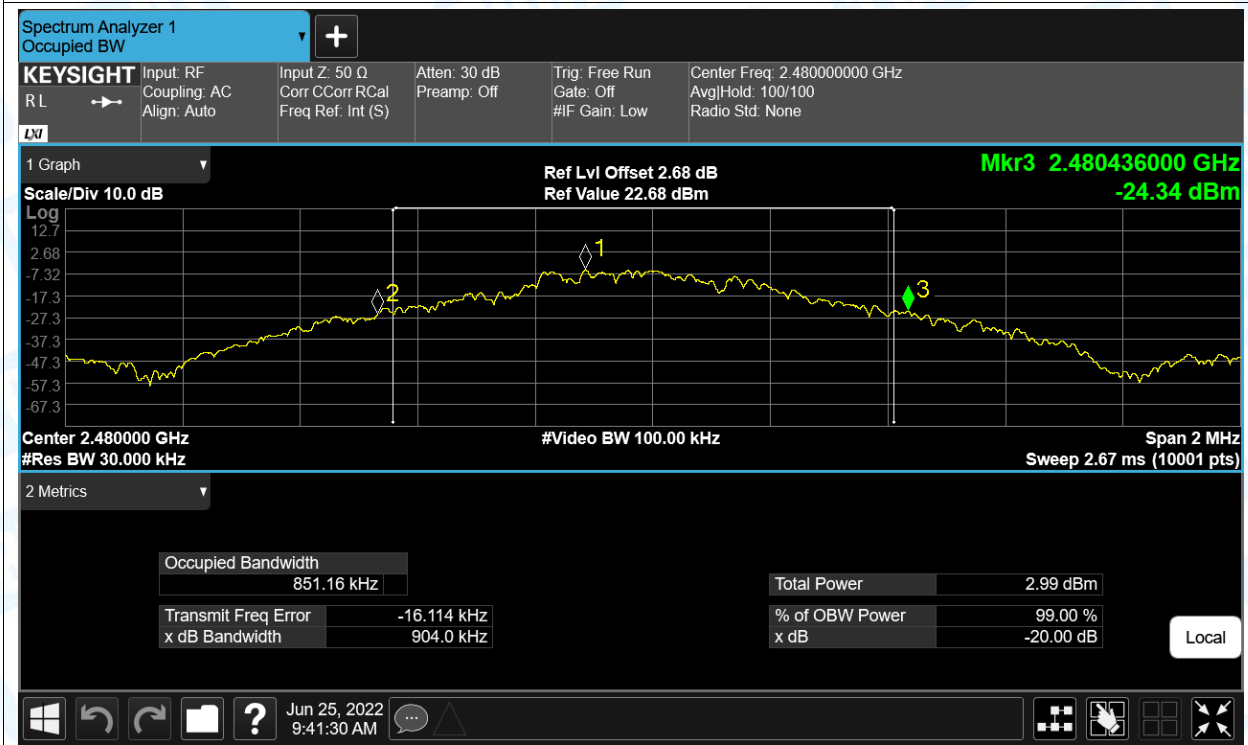 Spectrum Analyzer 1
Occupied BW
+
KEYSIGHT
R L
LXI
Input: RF
Coupling: AC
Align: Auto
Input Z: 50 Ω
Corr CCorr RCal
Freq Ref: Int (S)
Atten: 30 dB
Preamp: Off
Trig: Free Run
Gate: Off
#IF Gain: Low
Center Freq: 2.480000000 GHz
Avg|Hold: 100/100
Radio Std: None
1 Graph
Scale/Div 10.0 dB
Ref Lvl Offset 2.68 dB
Ref Value 22.68 dBm
Mkr3 2.480436000 GHz
-24.34 dBm
Log
12.7
2.68
-7.32
-17.3
-27.3
-37.3
-47.3
-57.3
-67.3
1
2
3
Center 2.480000 GHz
#Video BW 100.00 kHz
Span 2 MHz
#Res BW 30.000 kHz
Sweep 2.67 ms (10001 pts)
2 Metrics
Occupied Bandwidth
851.16 kHz
Transmit Freq Error -16.114 kHz
x dB Bandwidth 904.0 kHz
Total Power 2.99 dBm
% of OBW Power 99.00 %
x dB -20.00 dB
Local
?
Jun 25, 2022
9:41:30 AM